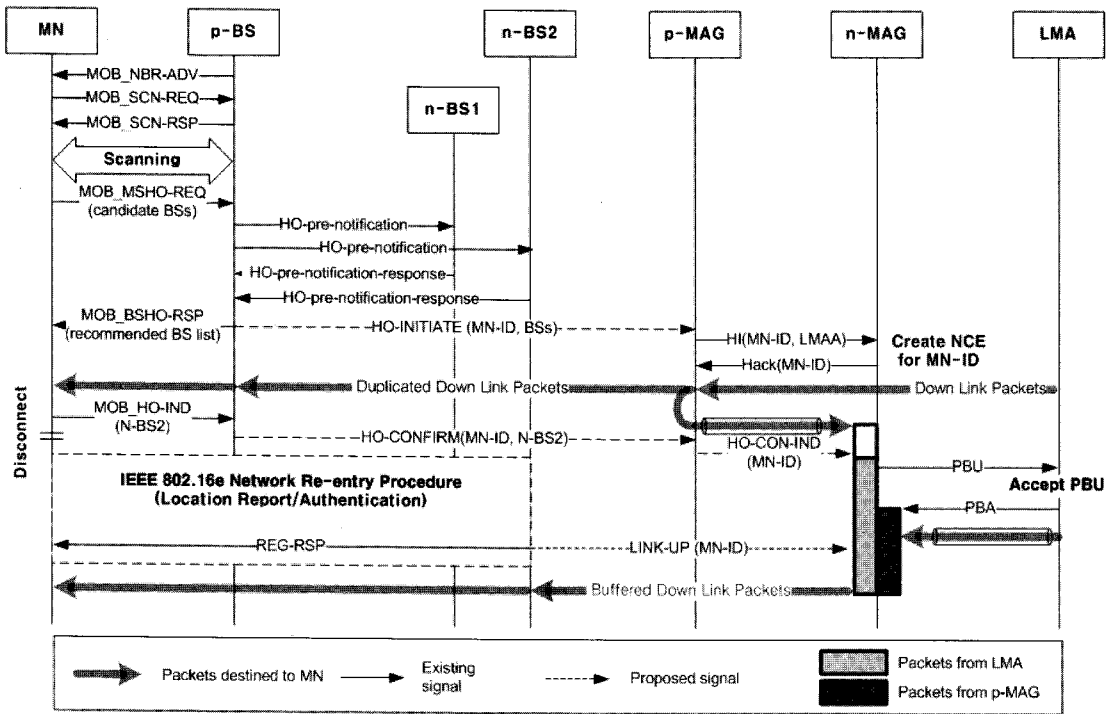 MN
p-BS
n-BS2
p-MAG
n-MAG
LMA
n-BS1
MOB_NBR-ADV
MOB_SCN-REQ
MOB_SCN-RSP
Scanning
MOB_MSHO-REQ
(candidate BSs)
HO-pre-notification
HO-pre-notification
HO-pre-notification-response
HO-pre-notification-response
MOB_BSHO-RSP
(recommended BS list)
HO-INITIATE (MN-ID, BSs)
HI(MN-ID, LMAA)
Create NCE
for MN-ID
Hack(MN-ID)
Duplicated Down Link Packets
Down Link Packets
Disconnect
MOB_HO-IND
(N-BS2)
HO-CONFIRM(MN-ID, N-BS2)
HO-CON-IND
(MN-ID)
IEEE 802.16e Network Re-entry Procedure
(Location Report/Authentication)
PBU
Accept PBU
PBA
REG-RSP
LINK-UP (MN-ID)
Buffered Down Link Packets
Packets destined to MN
Existing
signal
Proposed signal
Packets from LMA
Packets from p-MAG